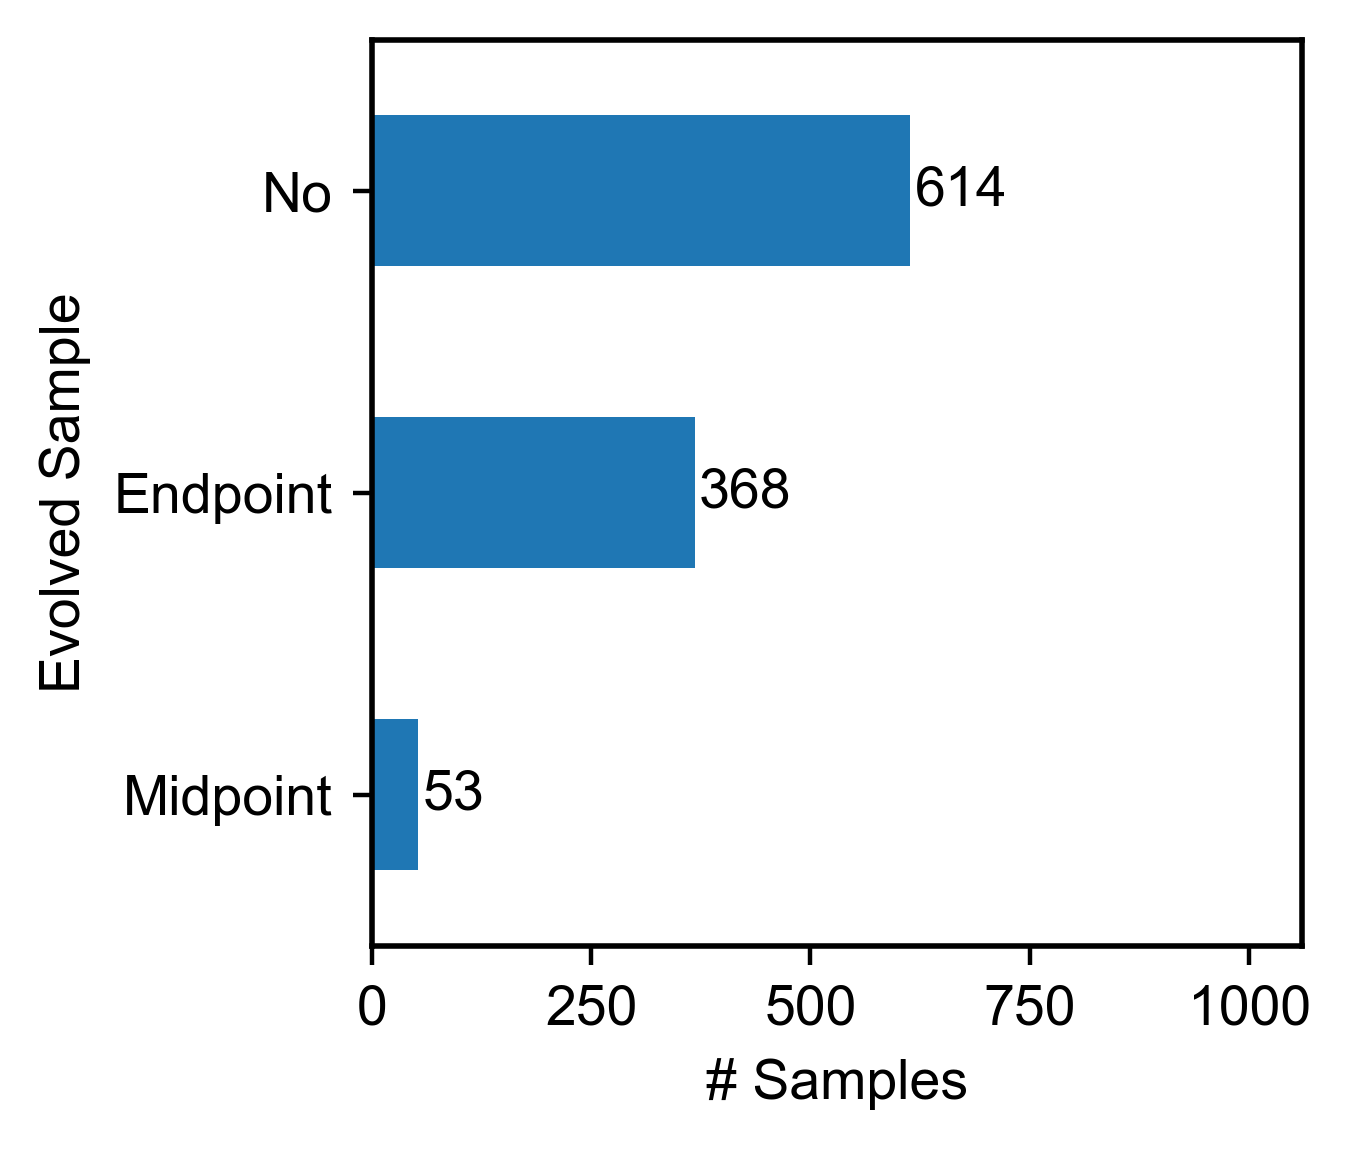 Evolved Sample
No
614
Endpoint
368
Midpoint
53
0 250 500 750 1000
# Samples